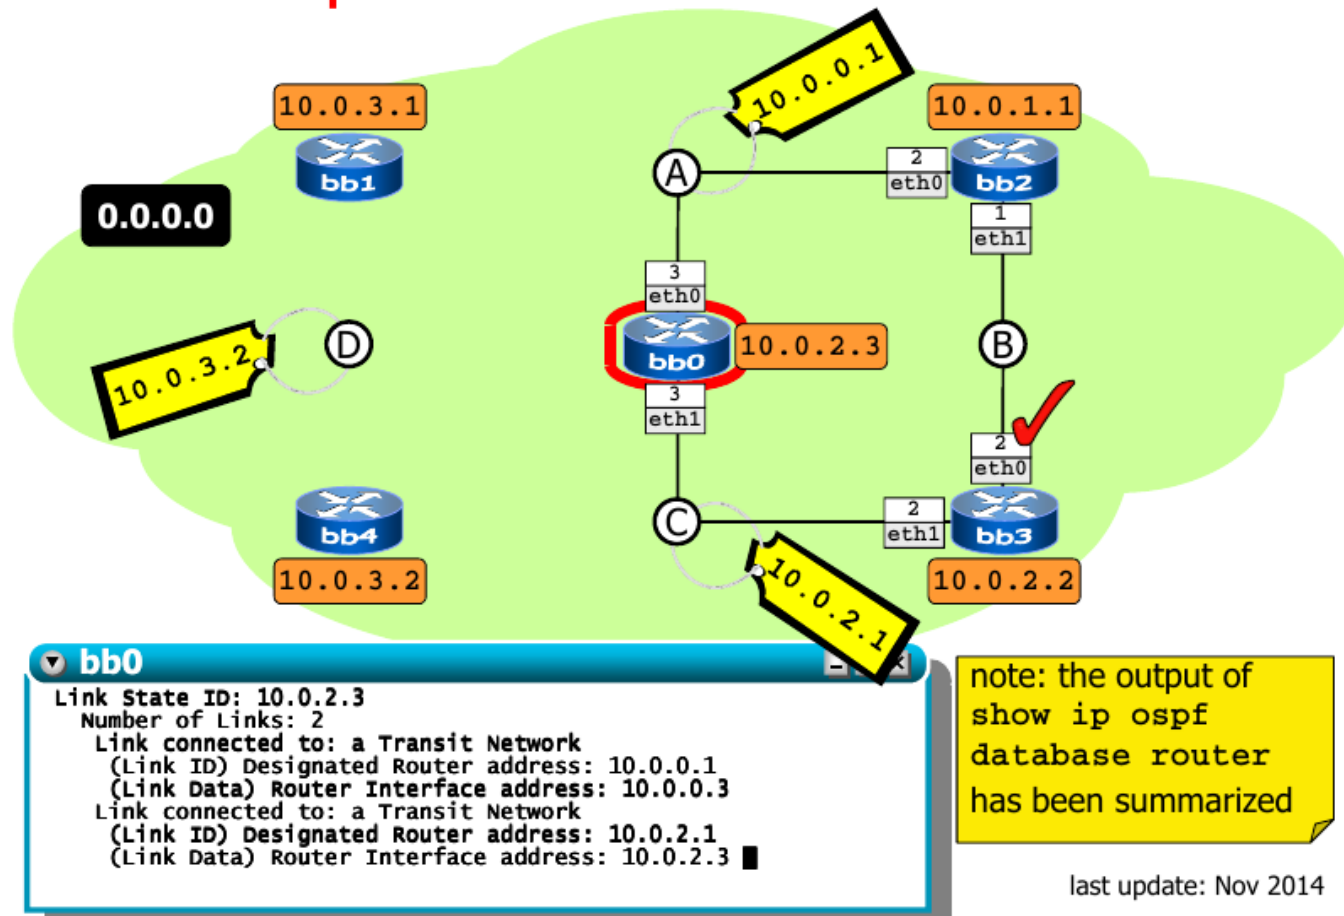 10.0.0.1
10.0.3.1
10.0.1.1
bb1
A
2
eth0
bb2
0.0.0.0
1
eth1
3
eth0
10.0.3.2
D
bb0
10.0.2.3
B
3
eth1
2
eth0
bb4
C
2
eth1
bb3
10.0.3.2
10.0.2.1
10.0.2.2
bb0
Link State ID: 10.0.2.3
Number of Links: 2
Link connected to: a Transit Network
(Link ID) Designated Router address: 10.0.0.1
(Link Data) Router Interface address: 10.0.0.3
Link connected to: a Transit Network
(Link ID) Designated Router address: 10.0.2.1
(Link Data) Router Interface address: 10.0.2.3
note: the output of
show ip ospf
database router
has been summarized
last update: Nov 2014